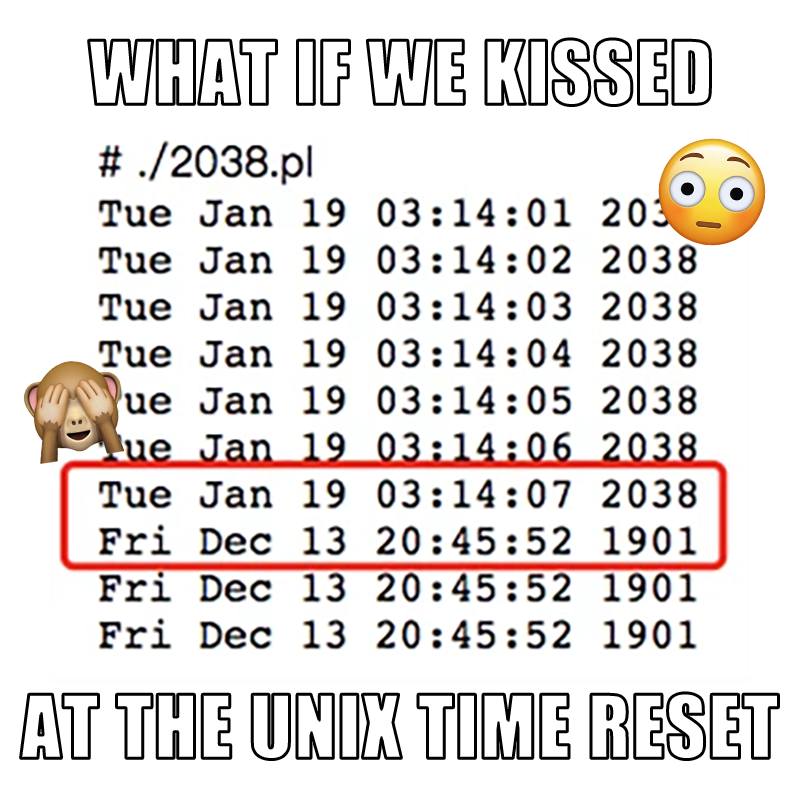 WHAT IF WE KISSED
# ./2038.pl
Tue Jan 19 03:14:01 203
Tue Jan 19 03:14:02 2038
Tue Jan 19 03:14:03 2038
Tue Jan 19 03:14:04 2038
ue Jan 19 03:14:05 2038
Tue Jan 19 03:14:06 2038
Tue Jan 19 03:14:07 2038
Fri Dec 13 20:45:52 1901
Fri Dec 13 20:45:52 1901
Fri Dec 13 20:45:52 1901
AT THE UNIX TIME RESET